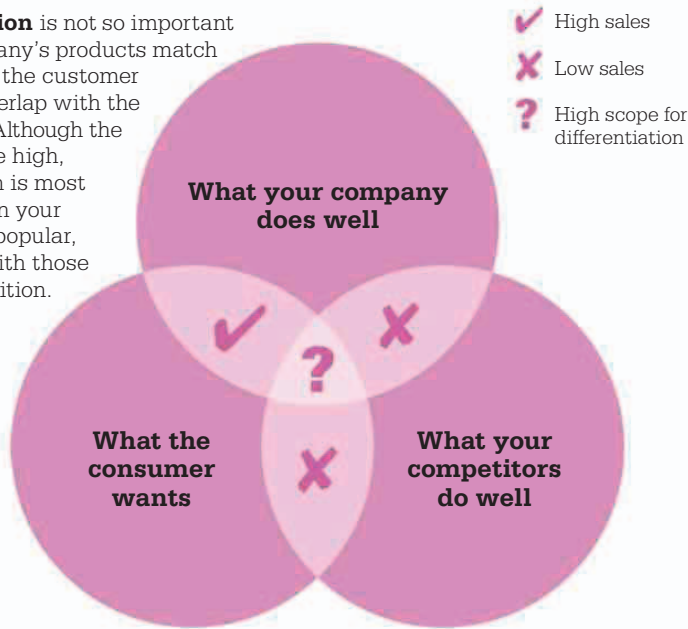 ion is not so important
any’s products match
the customer
erlap with the
Although the
e high,
n is most
n your
popular,
ith those
ition.
✔ High sales
✘ Low sales
? High scope for
differentiation
What your company
does well
✔
✘
?
What the
consumer
wants
✘
What your
competitors
do well